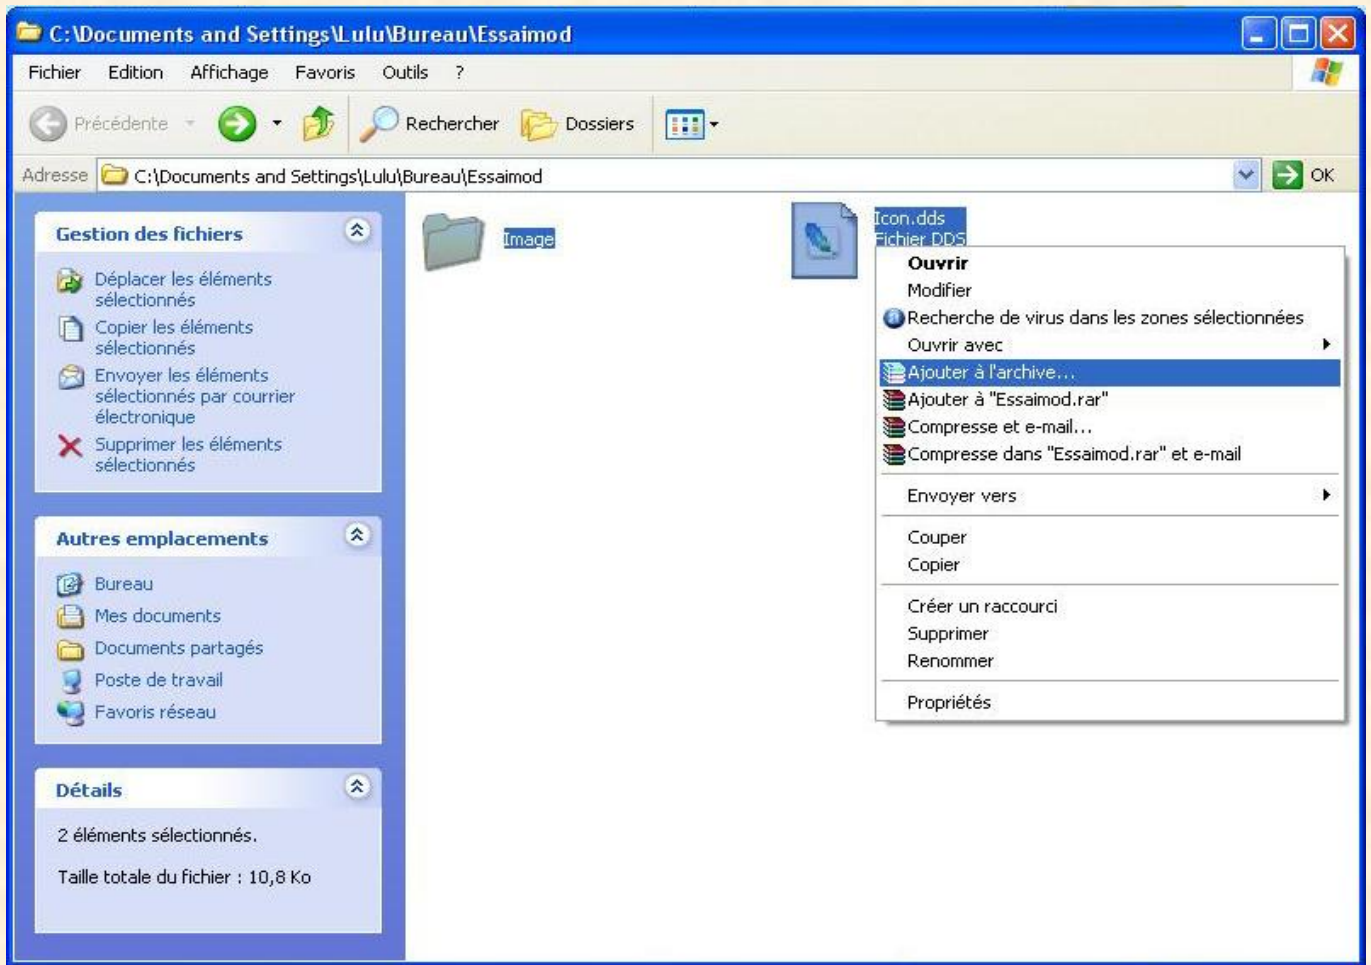 C:\Documents and Settings\Lulu\Bureau\Essaimod
Fichier Edition Affichage Favoris Outils ?
Précédente Rechercher Dossiers
Adresse C:\Documents and Settings\Lulu\Bureau\Essaimod OK
Gestion des fichiers
Déplacer les éléments
sélectionnés
Copier les éléments
sélectionnés
Envoyer les éléments
sélectionnés par courrier
électronique
Supprimer les éléments
sélectionnés
Autres emplacements
Bureau
Mes documents
Documents partagés
Poste de travail
Favoris réseau
Détails
2 éléments sélectionnés.
Taille totale du fichier : 10,8 Ko
Image
Icon.dds
Fichier DDS
Ouvrir
Modifier
Recherche de virus dans les zones sélectionnées
Ouvrir avec
Ajouter à l'archive...
Ajouter à "Essaimod.rar"
Compresse et e-mail...
Compresse dans "Essaimod.rar" et e-mail
Envoyer vers
Couper
Copier
Créer un raccourci
Supprimer
Renommer
Propriétés